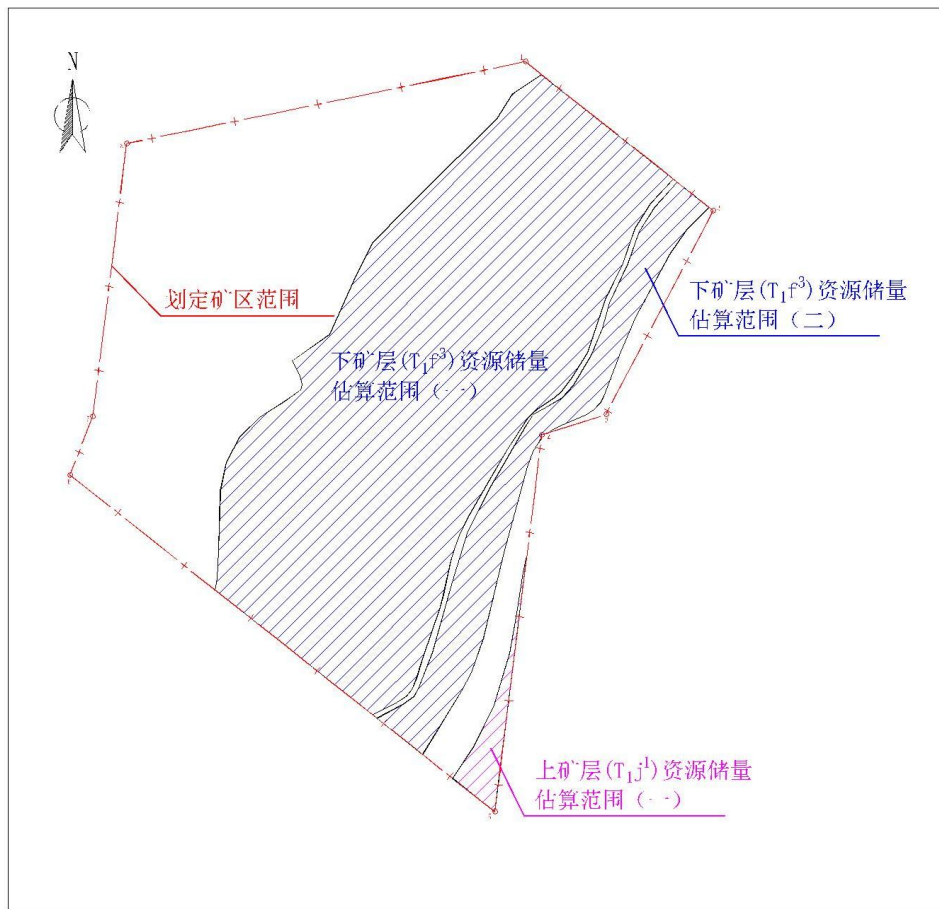 N
划定矿区范围
下矿层(T₁f³)资源储量
估算范围（二）
下矿层(T₁f³)资源储量
估算范围（一）
上矿层(T₁j¹)资源储量
估算范围（一）